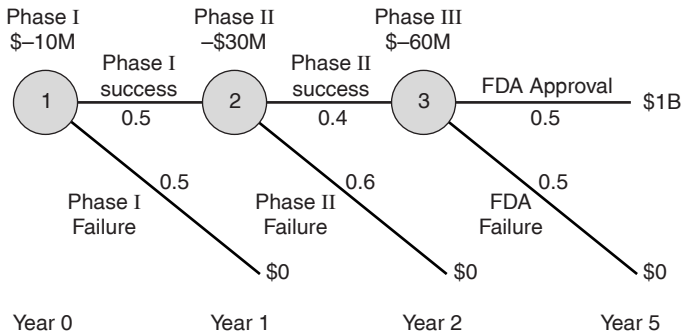 Phase I
$–10M
Phase II
–$30M
Phase III
$–60M
Phase I
success
Phase II
success
FDA Approval
1
2
3
$1B
0.5
0.4
0.5
0.5
0.6
0.5
Phase I
Failure
Phase II
Failure
FDA
Failure
$0
$0
$0
Year 0
Year 1
Year 2
Year 5